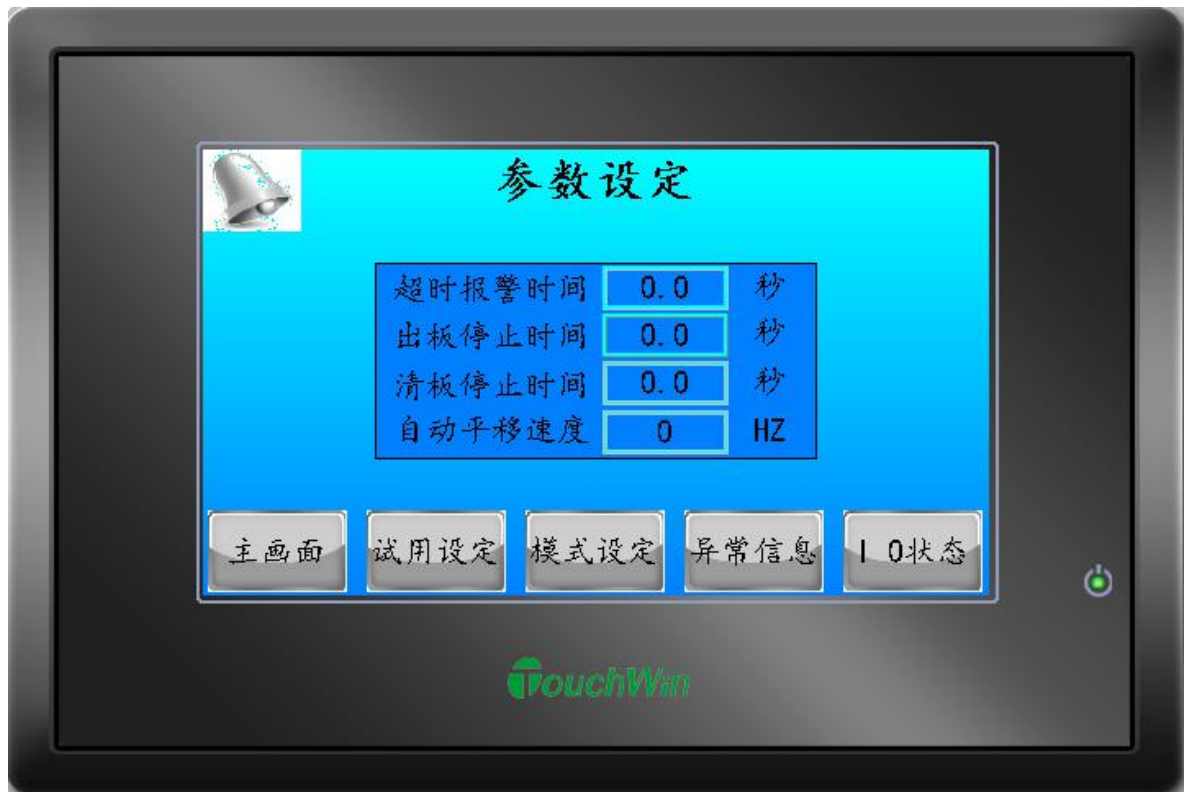 参数设定
超时报警时间 0.0 秒
出板停止时间 0.0 秒
清板停止时间 0.0 秒
自动平移速度 0 HZ
主画面 试用设定 模式设定 异常信息 I O状态
TouchWin